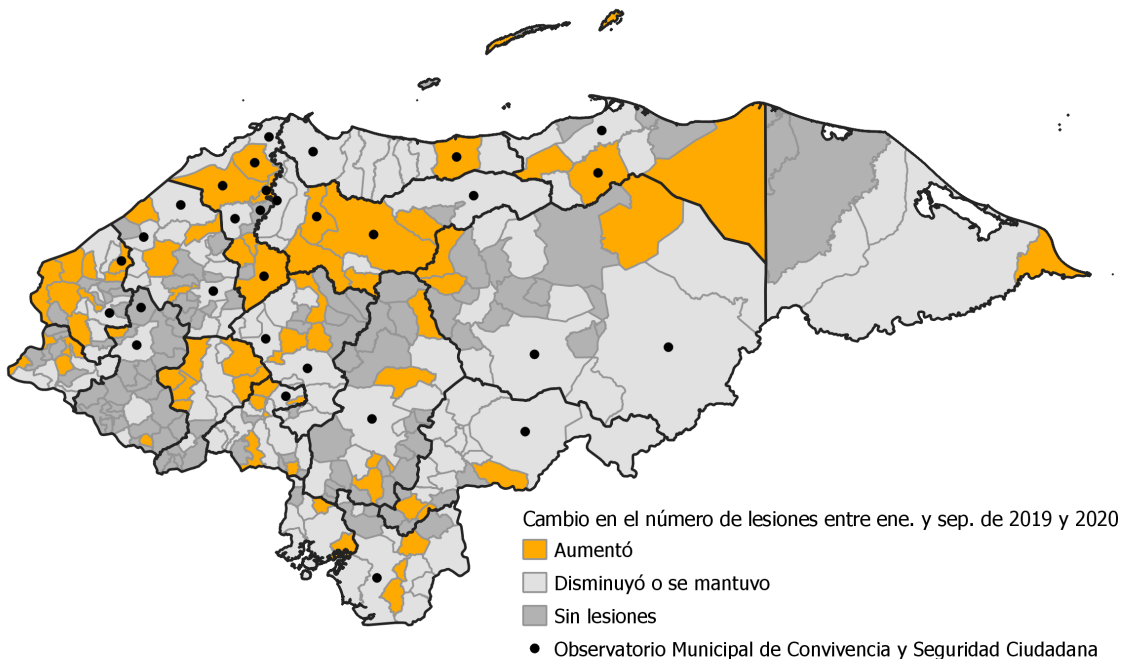 Cambio en el número de lesiones entre ene. y sep. de 2019 y 2020
Aumentó
Disminuyó o se mantuvo
Sin lesiones
Observatorio Municipal de Convivencia y Seguridad Ciudadana